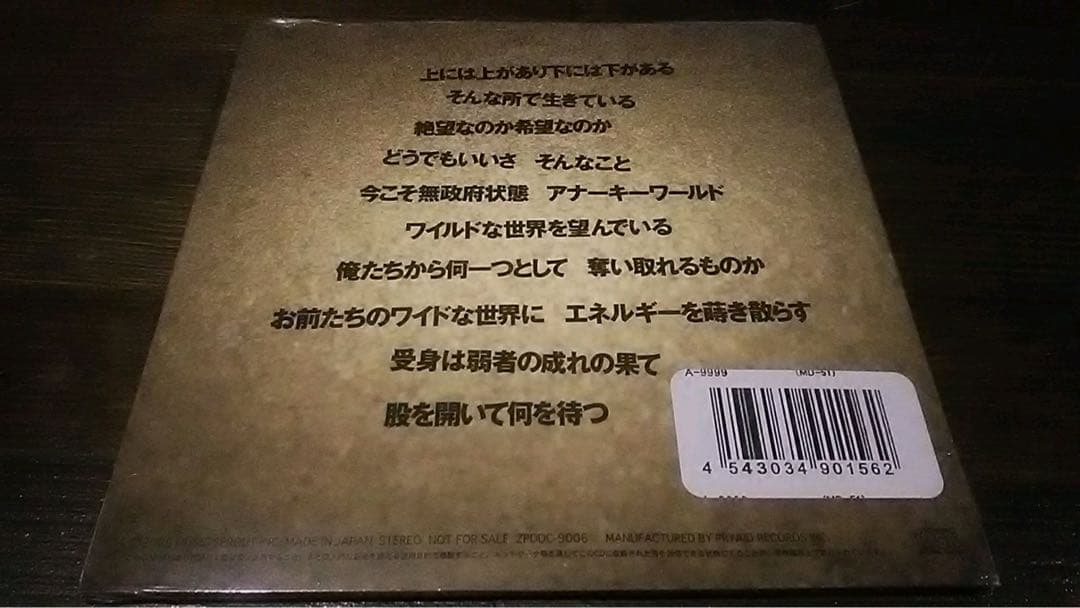 上には上があり下には下がある
そんな所で生きている
絶望なのか希望なのか
どうでもいいさ そんなこと
今こそ無政府状態 アナーキーワールド
ワイルドな世界を望んでいる
俺たちから何一つとして 奪い取れるものか
お前たちのワイドな世界に エネルギーを蒔き散らす
受身は弱者の成れの果て
股を開いて何を待つ
A-9999 (MD-51)
4 543034 901562
MADE IN JAPAN STEREO NOT FOR SALE ZPDDC-9006 MANUFACTURED BY RECORDS INC.